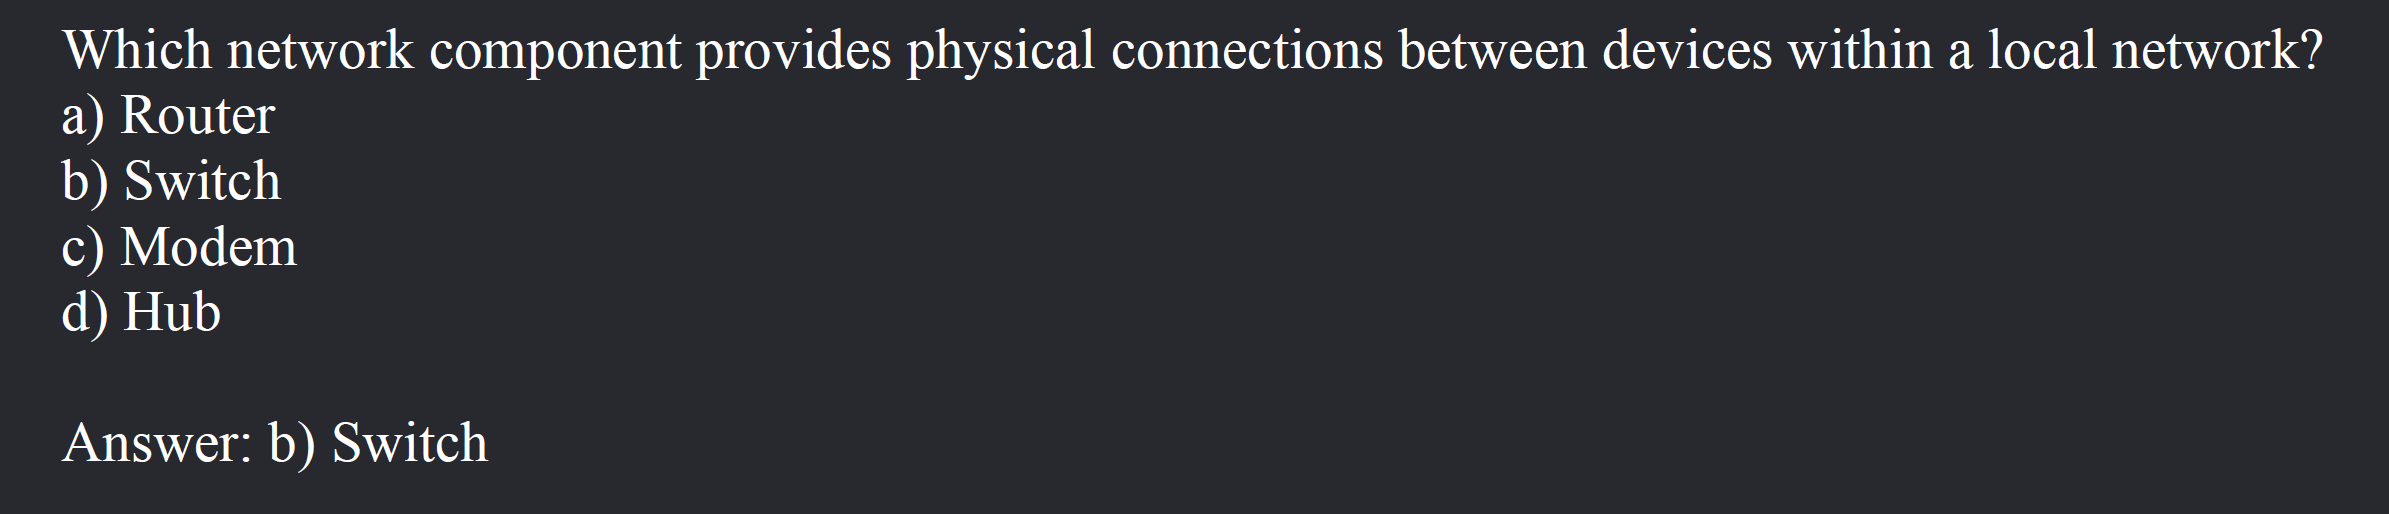 Which network component provides physical connections between devices within a local network?
a) Router
b) Switch
c) Modem
d) Hub
Answer: b) Switch